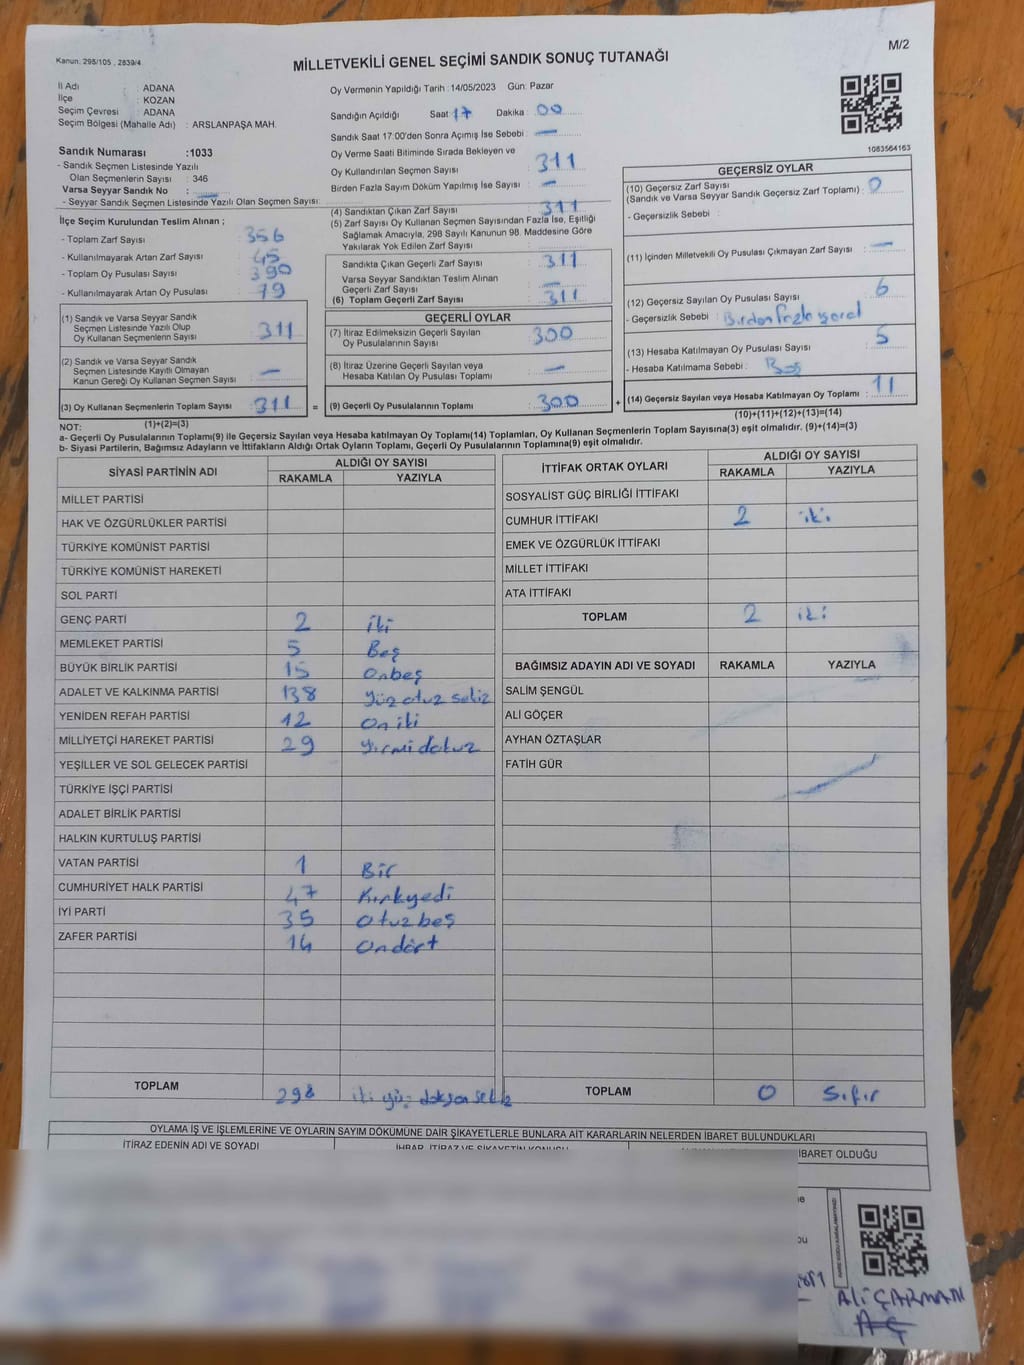 Kanun: 298/105 , 2839/4
M/2
MİLLETVEKİLİ GENEL SEÇİMİ SANDIK SONUÇ TUTANAĞI
İl Adı : ADANA
İlçe : KOZAN
Seçim Çevresi : ADANA
Seçim Bölgesi (Mahalle Adı) : ARSLANPAŞA MAH.
Sandık Numarası :1033
- Sandık Seçmen Listesinde Yazılı
Olan Seçmenlerin Sayısı : 346
Varsa Seyyar Sandık No : —
- Seyyar Sandık Seçmen Listesinde Yazılı Olan Seçmen Sayısı:
Oy Vermenin Yapıldığı Tarih :14/05/2023 Gün: Pazar
Sandığın Açıldığı Saat : 17 Dakika : 00
Sandık Saat 17:00'den Sonra Açımış İse Sebebi : —
Oy Verme Saati Bitiminde Sırada Bekleyen ve
Oy Kullandırılan Seçmen Sayısı : 311
Birden Fazla Sayım Döküm Yapılmış İse Sayısı : —
1083564163
İlçe Seçim Kurulundan Teslim Alınan ;
- Toplam Zarf Sayısı : 356
- Kullanılmayarak Artan Zarf Sayısı : 45
- Toplam Oy Pusulası Sayısı : 390
- Kullanılmayarak Artan Oy Pusulası : 79
(1) Sandık ve Varsa Seyyar Sandık
Seçmen Listesinde Yazılı Olup
Oy Kullanan Seçmenlerin Sayısı : 311
(2) Sandık ve Varsa Seyyar Sandık
Seçmen Listesinde Kayıtlı Olmayan
Kanun Gereği Oy Kullanan Seçmen Sayısı : —
(3) Oy Kullanan Seçmenlerin Toplam Sayısı : 311 =
(1)+(2)=(3)
(4) Sandıktan Çıkan Zarf Sayısı : 311
(5) Zarf Sayısı Oy Kullanan Seçmen Sayısından Fazla İse, Eşitliği
Sağlamak Amacıyla, 298 Sayılı Kanunun 98. Maddesine Göre
Yakılarak Yok Edilen Zarf Sayısı :
Sandıkta Çıkan Geçerli Zarf Sayısı : 311
Varsa Seyyar Sandıktan Teslim Alınan
Geçerli Zarf Sayısı : —
(6) Toplam Geçerli Zarf Sayısı : 311
GEÇERLİ OYLAR
(7) İtiraz Edilmeksizin Geçerli Sayılan
Oy Pusulalarının Sayısı : 300
(8) İtiraz Üzerine Geçerli Sayılan veya
Hesaba Katılan Oy Pusulası Toplamı : —
(9) Geçerli Oy Pusulalarının Toplamı : 300 +
GEÇERSİZ OYLAR
(10) Geçersiz Zarf Sayısı
(Sandık ve Varsa Seyyar Sandık Geçersiz Zarf Toplamı) : 0
- Geçersizlik Sebebi :
(11) İçinden Milletvekili Oy Pusulası Çıkmayan Zarf Sayısı : —
(12) Geçersiz Sayılan Oy Pusulası Sayısı : 6
- Geçersizlik Sebebi : Birden fazla
(13) Hesaba Katılmayan Oy Pusulası Sayısı : 5
- Hesaba Katılmama Sebebi : Boş
(14) Geçersiz Sayılan veya Hesaba Katılmayan Oy Toplamı : 11
(10)+(11)+(12)+(13)=(14)
NOT:
a- Geçerli Oy Pusulalarının Toplamı(9) ile Geçersiz Sayılan veya Hesaba katılmayan Oy Toplamı(14) Toplamları, Oy Kullanan Seçmenlerin Toplam Sayısına(3) eşit olmalıdır. (9)+(14)=(3)
b- Siyasi Partilerin, Bağımsız Adayların ve İttifakların Aldığı Ortak Oyların Toplamı, Geçerli Oy Pusulalarının Toplamına(9) eşit olmalıdır.
SİYASİ PARTİNİN ADI ALDIĞI OY SAYISI
RAKAMLA YAZIYLA
MİLLET PARTİSİ
HAK VE ÖZGÜRLÜKLER PARTİSİ
TÜRKİYE KOMÜNİST PARTİSİ
TÜRKİYE KOMÜNİST HAREKETİ
SOL PARTİ
GENÇ PARTİ 2 iki
MEMLEKET PARTİSİ 5 Beş
BÜYÜK BİRLİK PARTİSİ 15 Onbeş
ADALET VE KALKINMA PARTİSİ 138 yüz otuz sekiz
YENİDEN REFAH PARTİSİ 12 on iki
MİLLİYETÇİ HAREKET PARTİSİ 29 yirmi dokuz
YEŞİLLER VE SOL GELECEK PARTİSİ
TÜRKİYE İŞÇİ PARTİSİ
ADALET BİRLİK PARTİSİ
HALKIN KURTULUŞ PARTİSİ
VATAN PARTİSİ 1 Bir
CUMHURİYET HALK PARTİSİ 47 Kırkyedi
İYİ PARTİ 35 Otuzbeş
ZAFER PARTİSİ 14 Ondört
TOPLAM 298 iki yüz doksan sekiz
İTTİFAK ORTAK OYLARI ALDIĞI OY SAYISI
RAKAMLA YAZIYLA
SOSYALİST GÜÇ BİRLİĞİ İTTİFAKI
CUMHUR İTTİFAKI 2 iki
EMEK VE ÖZGÜRLÜK İTTİFAKI
MİLLET İTTİFAKI
ATA İTTİFAKI
TOPLAM 2 iki
BAĞIMSIZ ADAYIN ADI VE SOYADI RAKAMLA YAZIYLA
SALİM ŞENGÜL
ALİ GÖÇER
AYHAN ÖZTAŞLAR
FATİH GÜR
TOPLAM 0 Sıfır
OYLAMA İŞ VE İŞLEMLERİNE VE OYLARIN SAYIM DÖKÜMÜNE DAİR ŞİKAYETLERLE BUNLARA AİT KARARLARIN NELERDEN İBARET BULUNDUKLARI
İTİRAZ EDENİN ADI VE SOYADI İHBAR, İTİRAZ VE ŞİKAYETİN KONUSU İBARET OLDUĞU
Ali ÇARMAN
AÇ